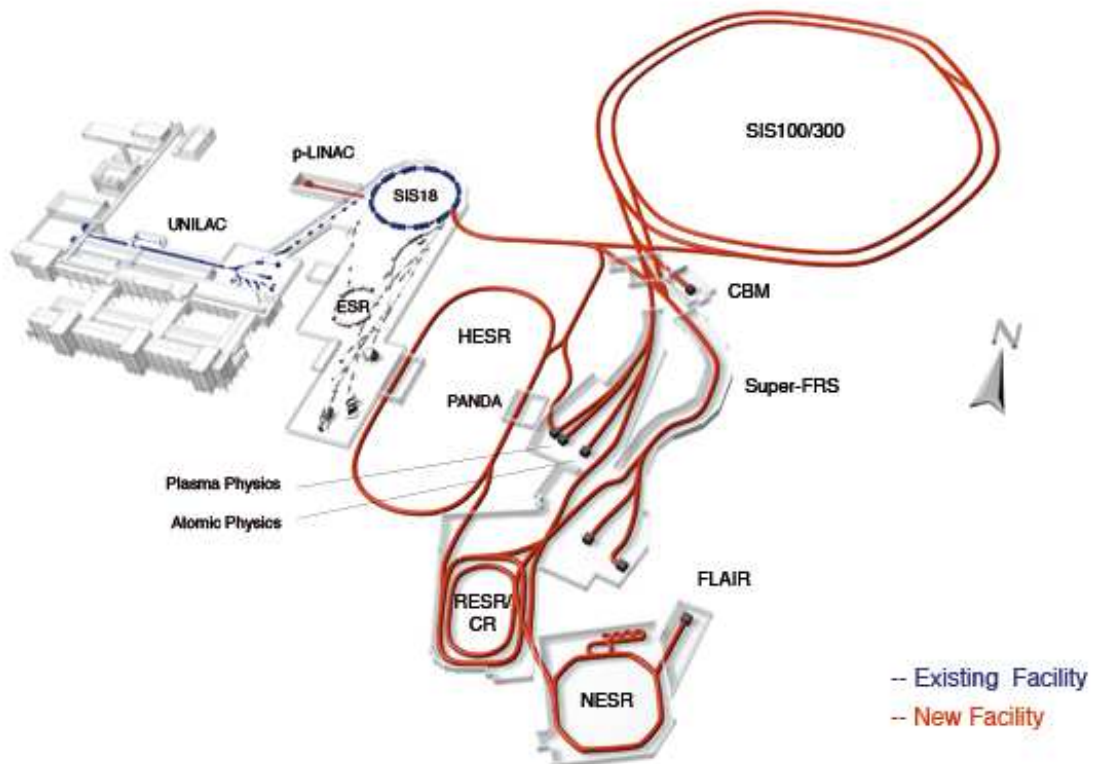 SIS100/300
p-LINAC
SIS18
UNILAC
CBM
ESR
HESR
N
Super-FRS
PANDA
Plasma Physics
Atomic Physics
FLAIR
RESR/
CR
NESR
-- Existing Facility
-- New Facility